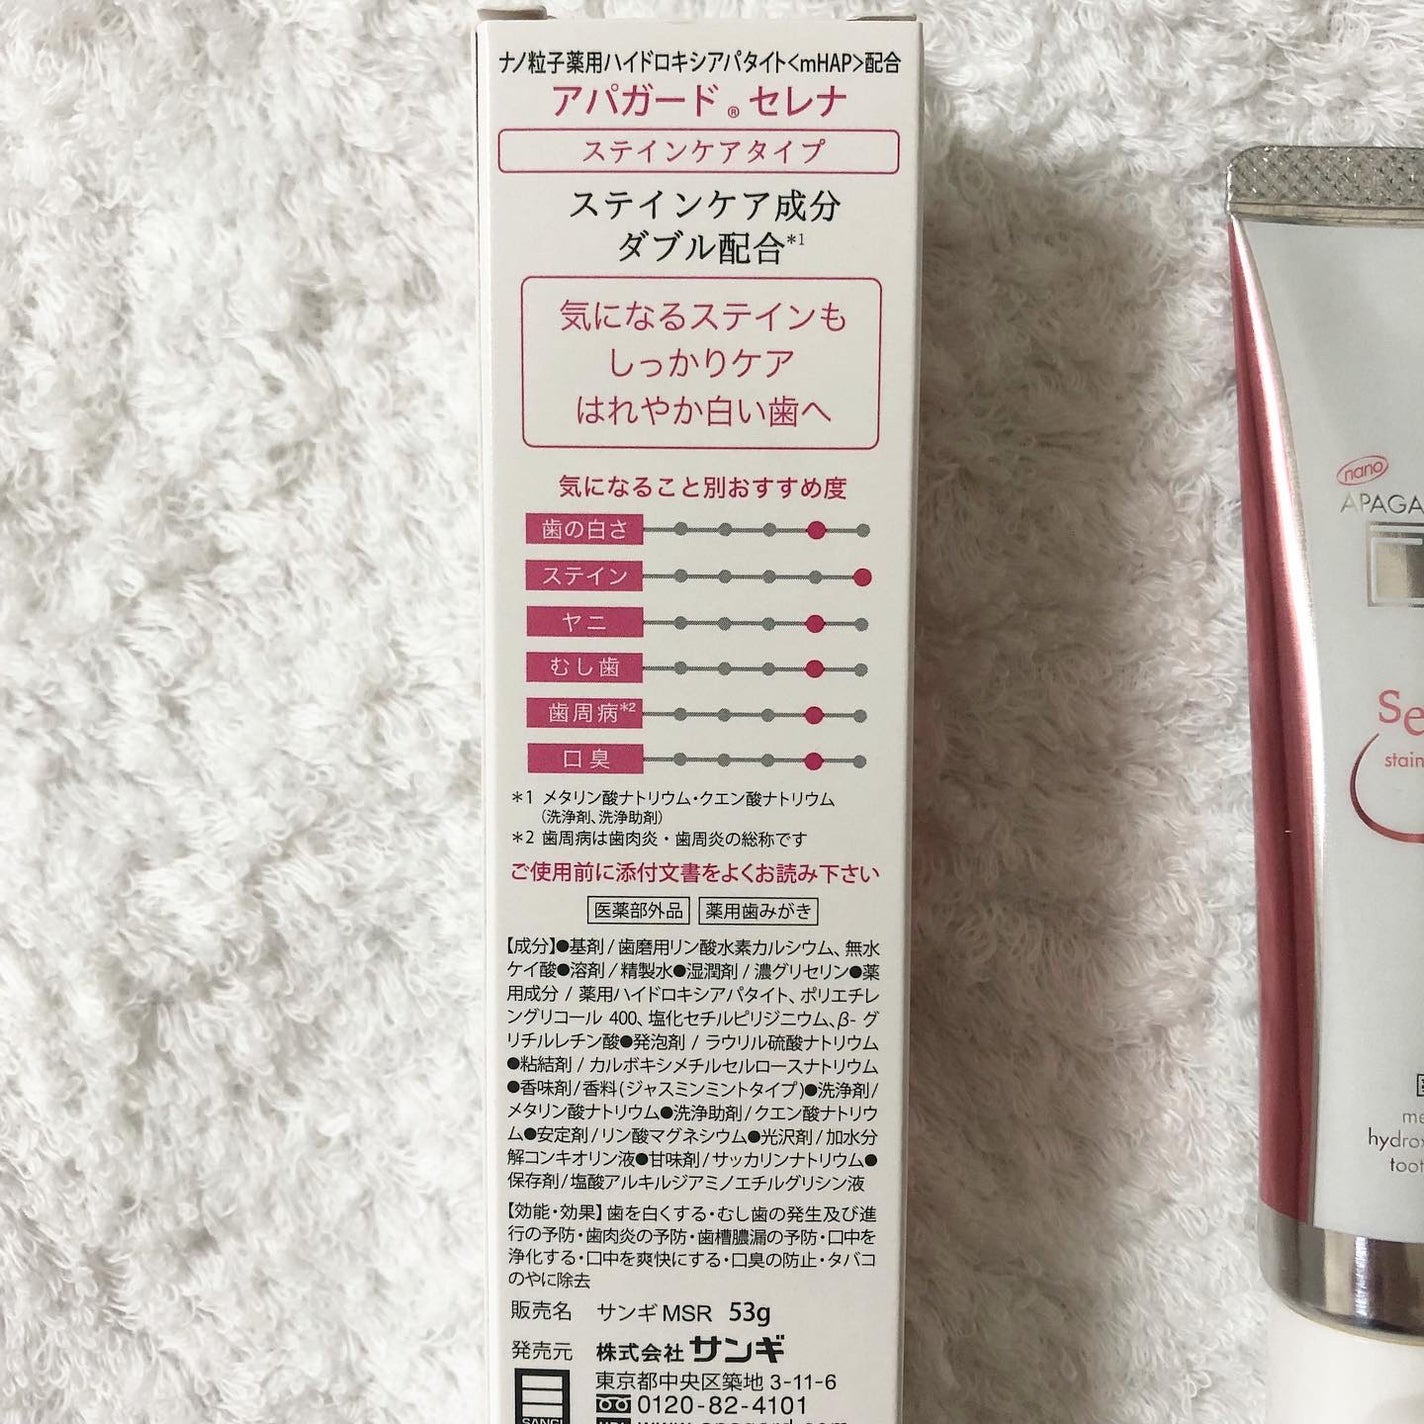 ナノ粒子薬用ハイドロキシアパタイト<mHAP>配合
アパガード®セレナ
ステインケアタイプ
ステインケア成分
ダブル配合*1
気になるステインも
しっかりケア
はれやか白い歯へ
気になること別おすすめ度
歯の白さ
ステイン
ヤニ
むし歯
歯周病*2
口臭
*1 メタリン酸ナトリウム・クエン酸ナトリウム
(洗浄剤、洗浄助剤)
*2 歯周病は歯肉炎・歯周炎の総称です
ご使用前に添付文書をよくお読み下さい
医薬部外品 薬用歯みがき
【成分】●基剤/歯磨用リン酸水素カルシウム、無水
ケイ酸●溶剤/精製水●湿潤剤/濃グリセリン●薬
用成分/薬用ハイドロキシアパタイト、ポリエチレ
ングリコール 400、塩化セチルピリジニウム、β-グ
リチルレチン酸●発泡剤/ラウリル硫酸ナトリウム
●粘結剤/カルボキシメチルセルロースナトリウム
●香味剤/香料(ジャスミンミントタイプ)●洗浄剤/
メタリン酸ナトリウム●洗浄助剤/クエン酸ナトリウ
ム●安定剤/リン酸マグネシウム●光沢剤/加水分
解コンキオリン液●甘味剤/サッカリンナトリウム●
保存剤/塩酸アルキルジアミノエチルグリシン液
【効能・効果】歯を白くする・むし歯の発生及び進
行の予防・歯肉炎の予防・歯槽膿漏の予防・口中を
浄化する・口中を爽快にする・口臭の防止・タバコ
のやに除去
販売名 サンギMSR 53g
発売元 株式会社サンギ
東京都中央区築地 3-11-6
0120-82-4101
SANGI
nano
APAGA
Se
stain
me
hydrox
toot